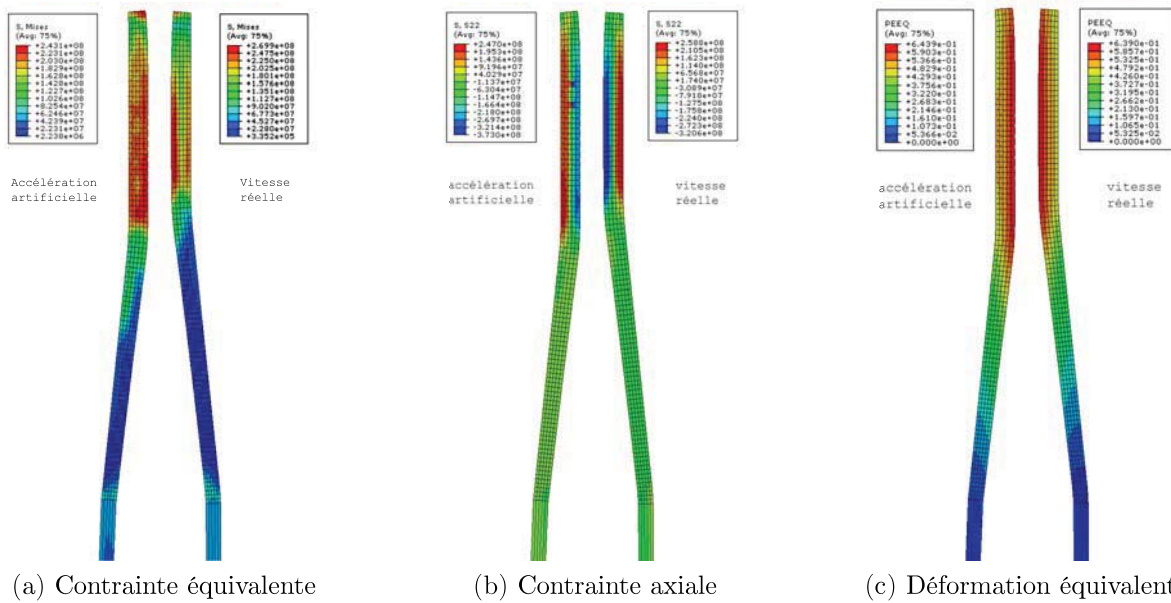 S, Mises
(Avg: 75%)
+2.431e+08
+2.231e+08
+2.030e+08
+1.829e+08
+1.628e+08
+1.428e+08
+1.227e+08
+1.026e+08
+8.254e+07
+6.246e+07
+4.239e+07
+2.231e+07
+2.238e+06
Accélération
artificielle
S, Mises
(Avg: 75%)
+2.699e+08
+2.475e+08
+2.250e+08
+2.025e+08
+1.801e+08
+1.576e+08
+1.351e+08
+1.127e+08
+9.020e+07
+6.773e+07
+4.527e+07
+2.280e+07
+3.352e+05
Vitesse
réelle
(a) Contrainte équivalente
S, S22
(Avg: 75%)
+2.470e+08
+1.953e+08
+1.436e+08
+9.196e+07
+4.029e+07
-1.137e+07
-6.304e+07
-1.147e+08
-1.664e+08
-2.180e+08
-2.697e+08
-3.214e+08
-3.730e+08
accélération
artificielle
S, S22
(Avg: 75%)
+2.588e+08
+2.105e+08
+1.623e+08
+1.140e+08
+6.568e+07
+1.740e+07
-3.089e+07
-7.918e+07
-1.275e+08
-1.758e+08
-2.240e+08
-2.723e+08
-3.206e+08
vitesse
réelle
(b) Contrainte axiale
PEEQ
(Avg: 75%)
+6.439e-01
+5.903e-01
+5.366e-01
+4.829e-01
+4.293e-01
+3.756e-01
+3.220e-01
+2.683e-01
+2.146e-01
+1.610e-01
+1.073e-01
+5.366e-02
+0.000e+00
accélération
artificielle
PEEQ
(Avg: 75%)
+6.390e-01
+5.857e-01
+5.325e-01
+4.792e-01
+4.260e-01
+3.727e-01
+3.195e-01
+2.662e-01
+2.130e-01
+1.597e-01
+1.065e-01
+5.325e-02
+0.000e+00
vitesse
réelle
(c) Déformation équivalent